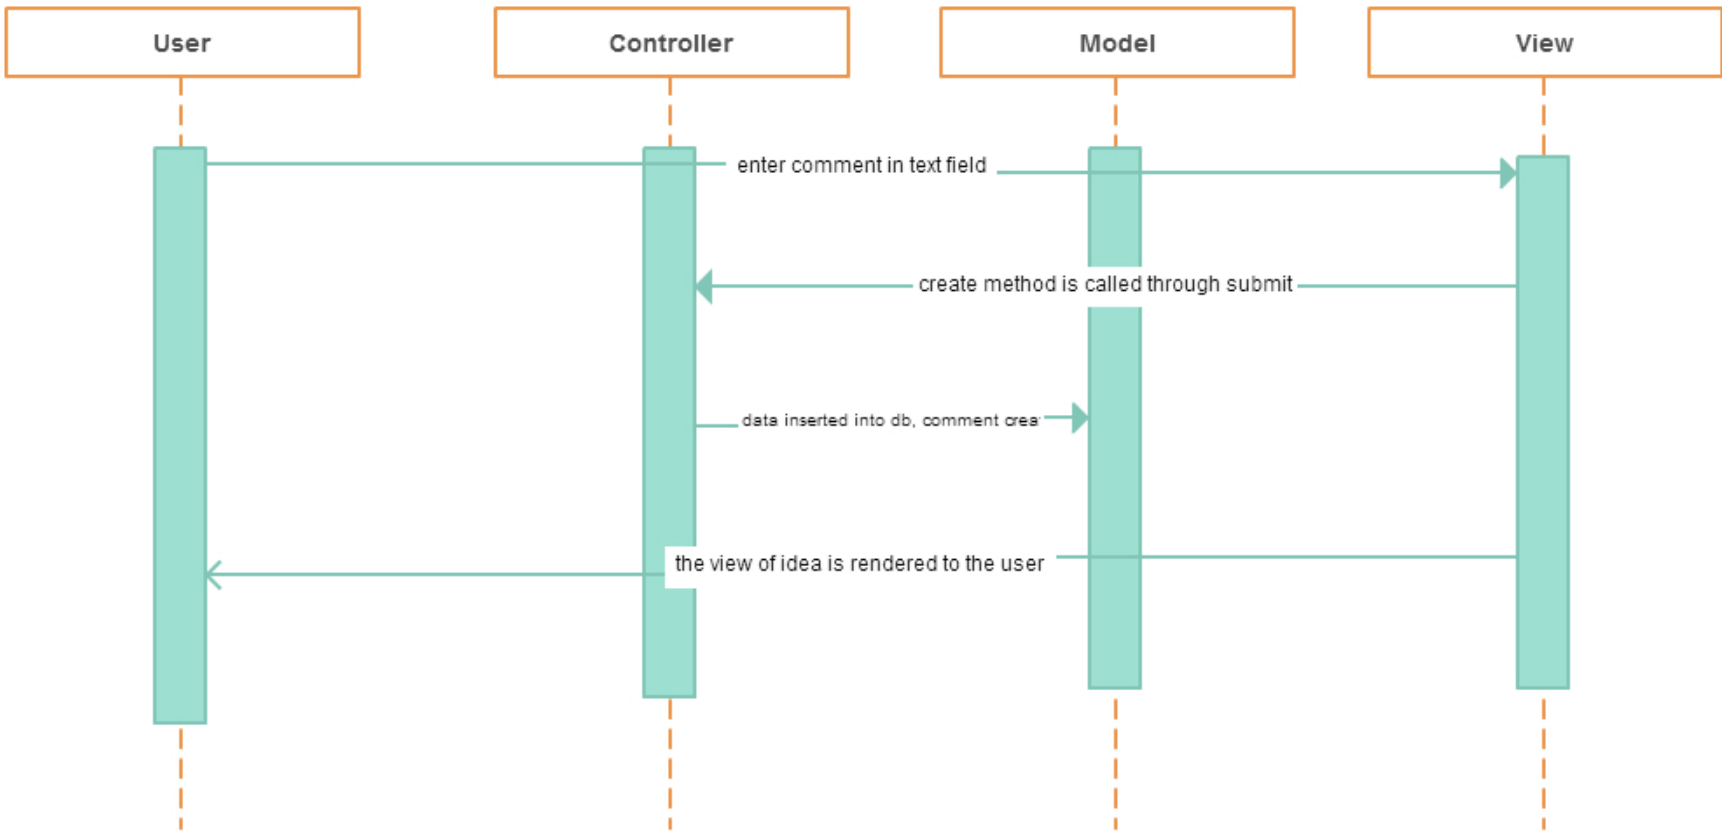 User
Controller
Model
View
enter comment in text field
create method is called through submit
data inserted into db, comment crea
the view of idea is rendered to the user